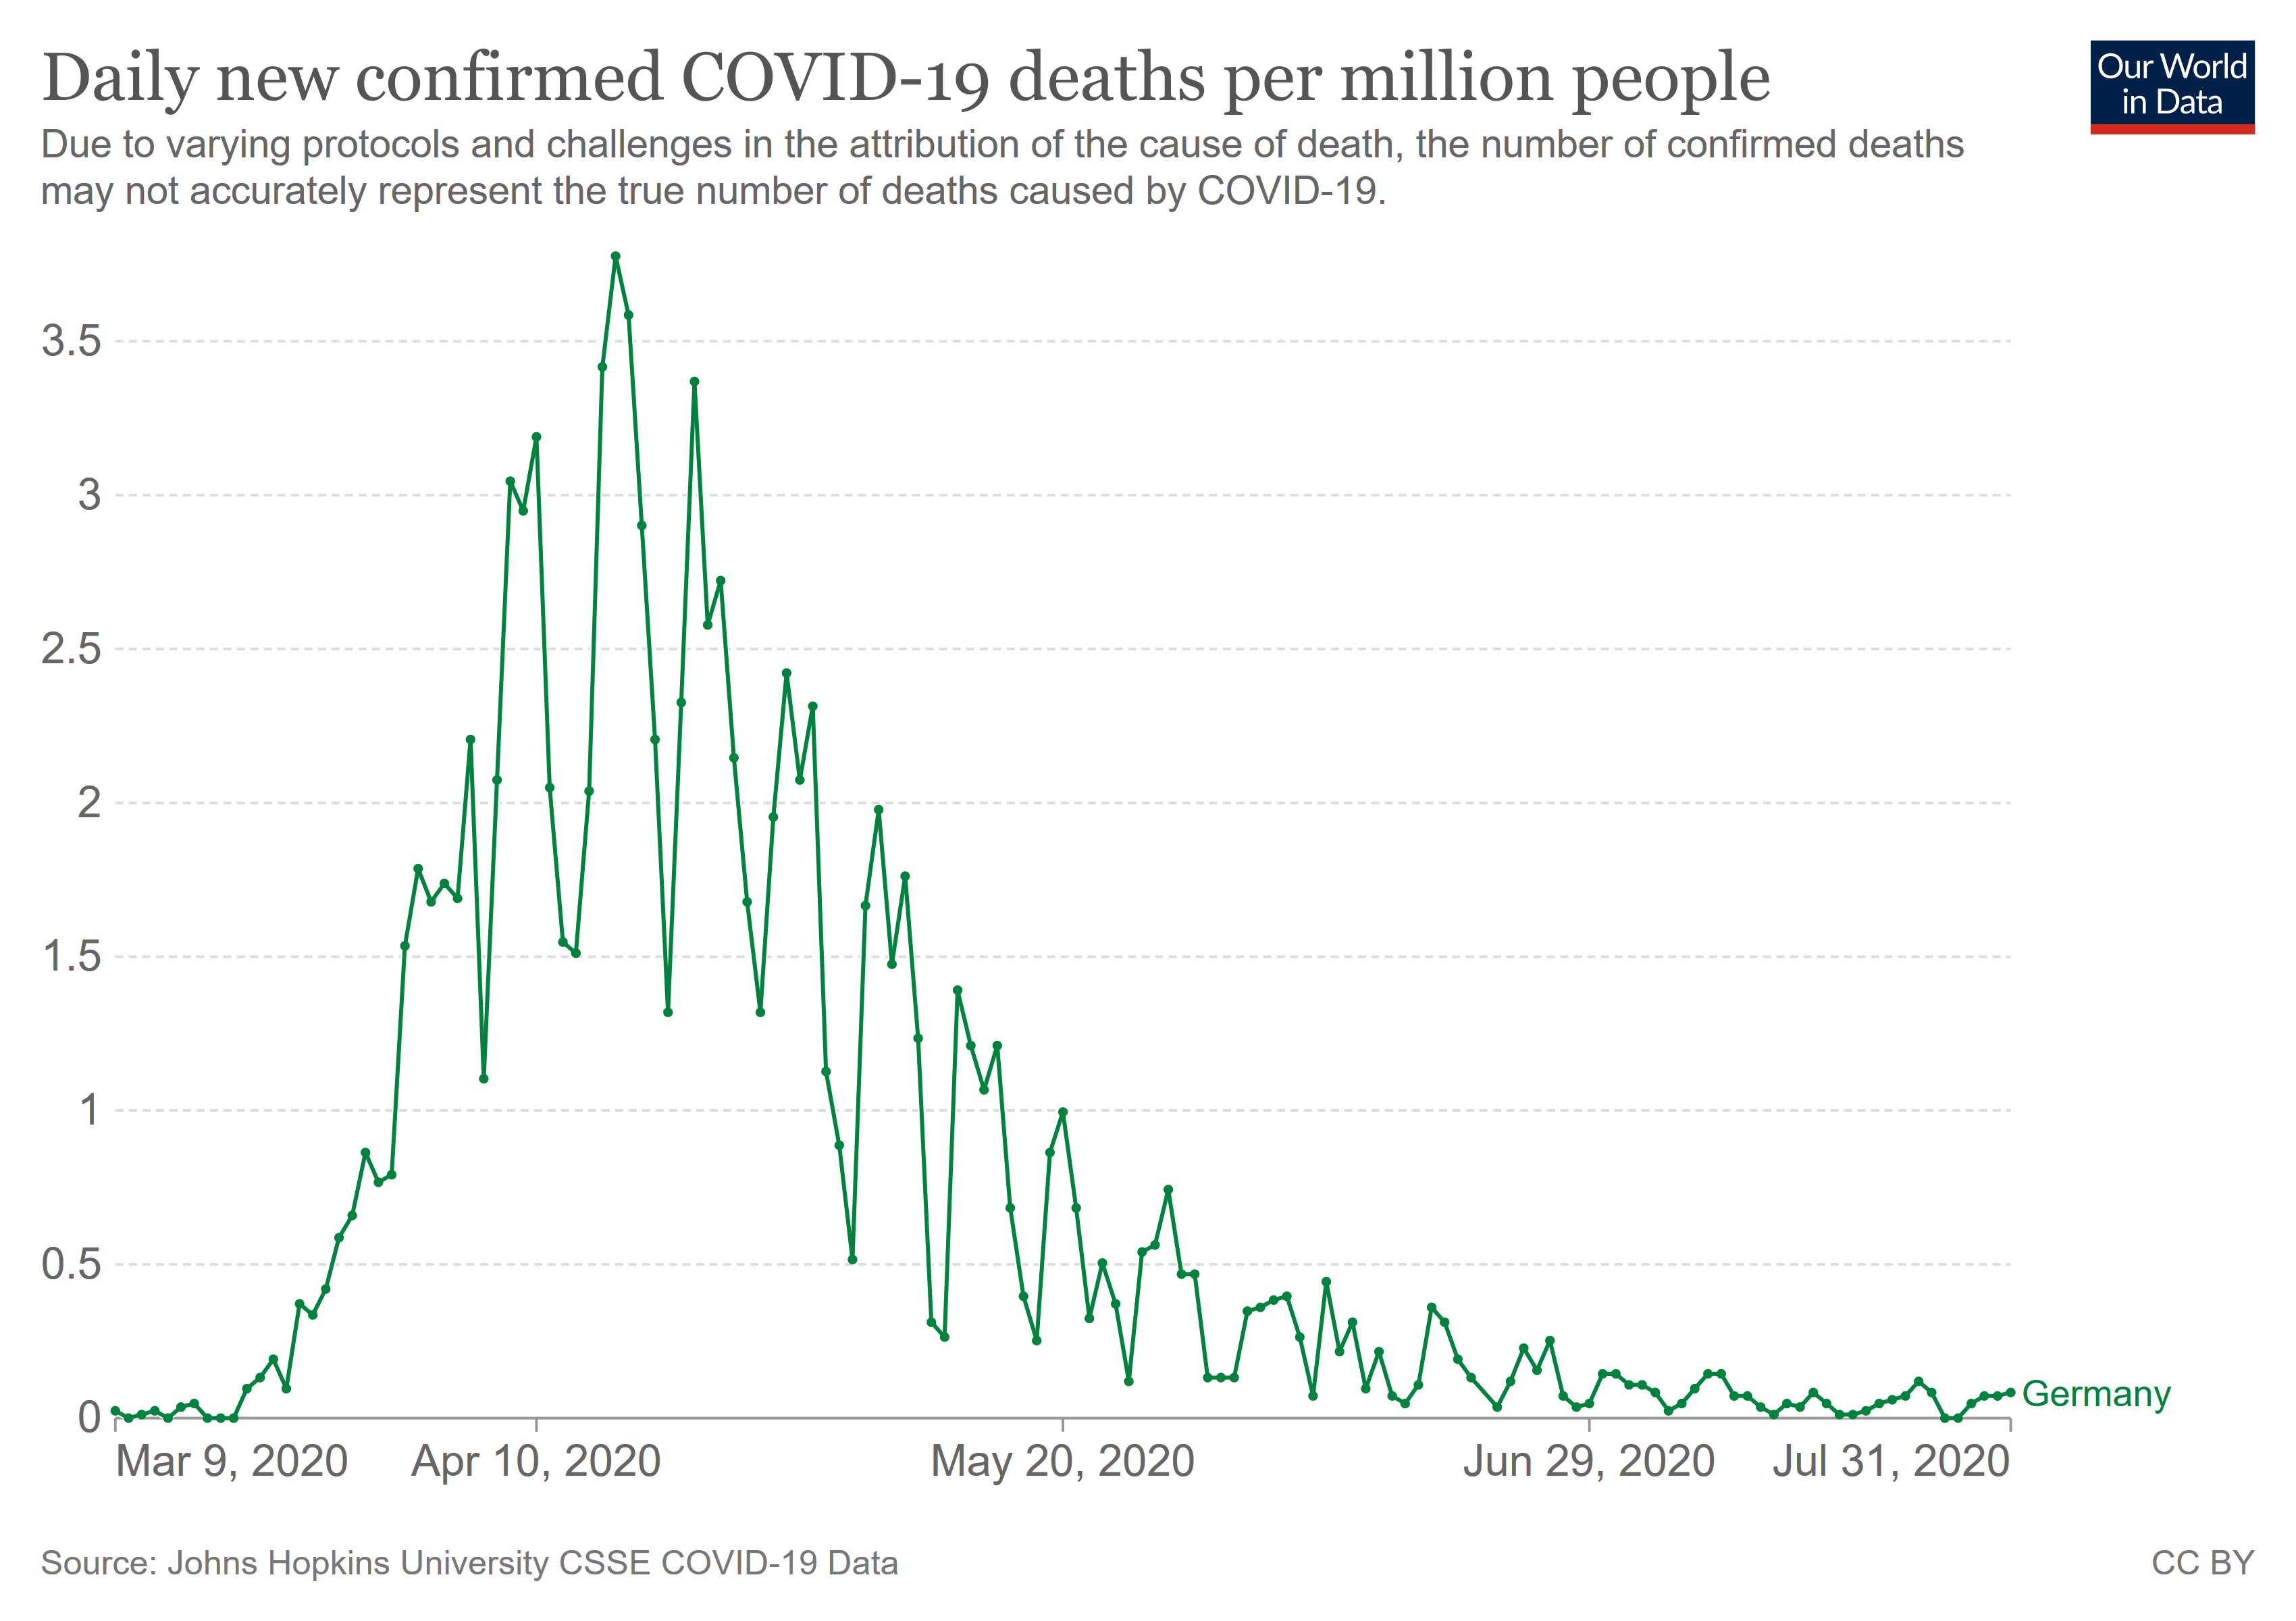 Daily new confirmed COVID-19 deaths per million people
Our World
in Data
Due to varying protocols and challenges in the attribution of the cause of death, the number of confirmed deaths
may not accurately represent the true number of deaths caused by COVID-19.
3.5
3
2.5
2
1.5
1
0.5
0
Germany
Mar 9, 2020
Apr 10, 2020
May 20, 2020
Jun 29, 2020
Jul 31, 2020
Source: Johns Hopkins University CSSE COVID-19 Data
CC BY